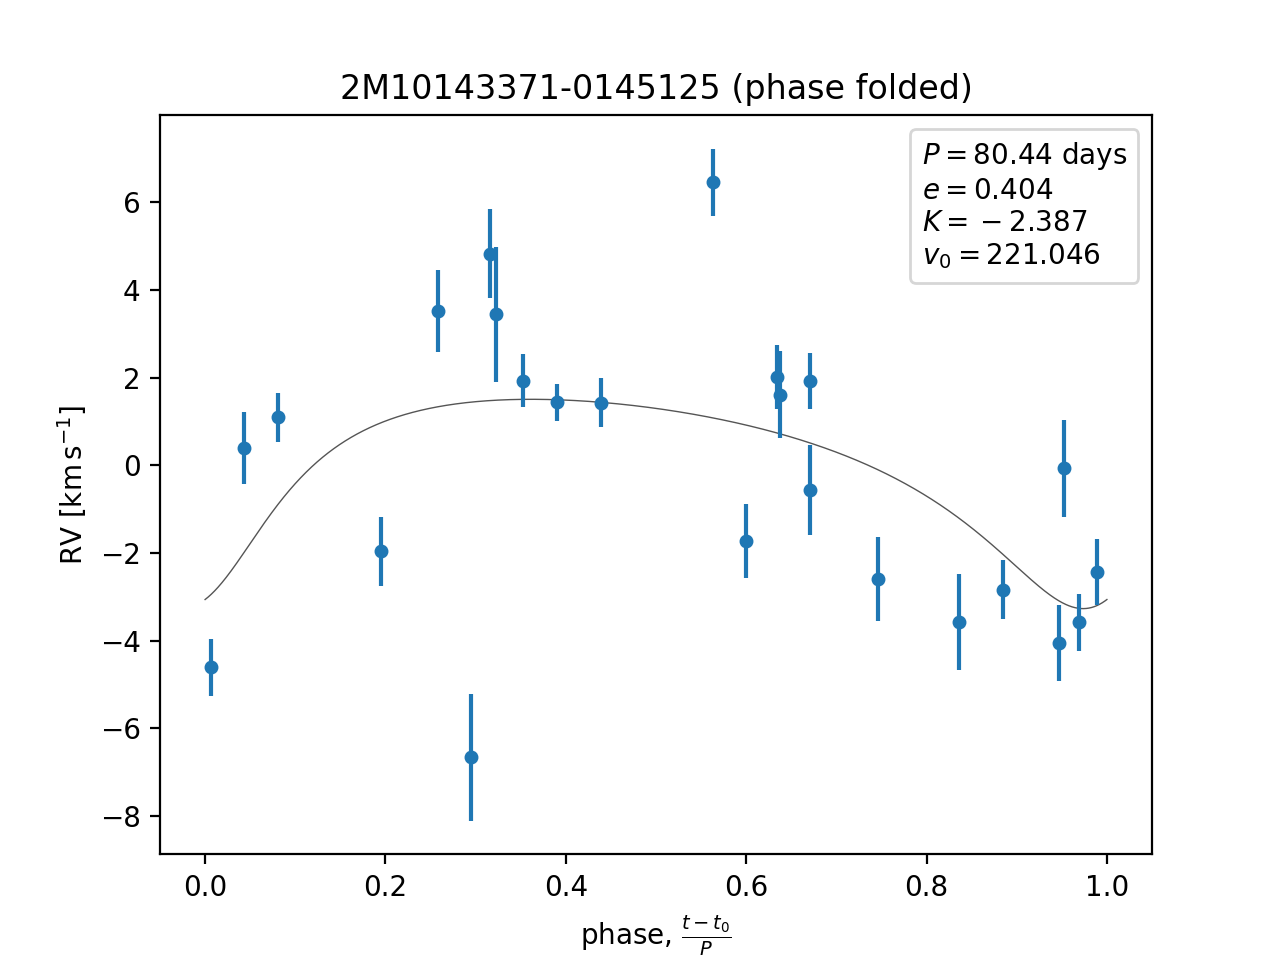 2M10143371-0145125 (phase folded)
P = 80.44 days
e = 0.404
K = −2.387
v₀ = 221.046
RV [km s⁻¹]
6
4
2
0
−2
−4
−6
−8
0.0 0.2 0.4 0.6 0.8 1.0
phase, (t − t₀)/P